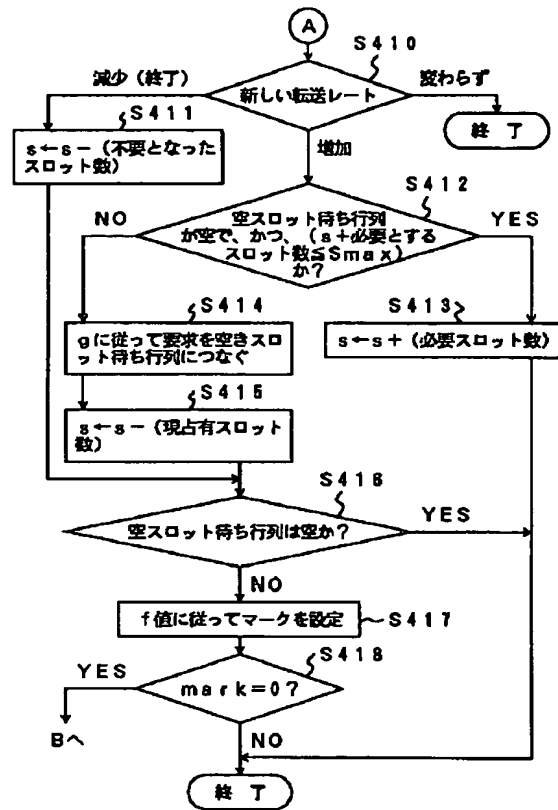 A
S410
新しい転送レート
減少(終了)
変わらず
終 了
S411
s←s−(不要となった
スロット数)
増加
S412
空スロット待ち行列
が空で、かつ、(s+必要とする
スロット数≦Smax)
か?
NO
YES
S414
gに従って要求を空きスロ
ット待ち行列につなぐ
S413
s←s+(必要スロット数)
S415
s←s−(現占有スロット
数)
S416
空スロット待ち行列は空か?
YES
NO
f値に従ってマークを設定
S417
S418
mark=0?
YES
Bへ
NO
終 了